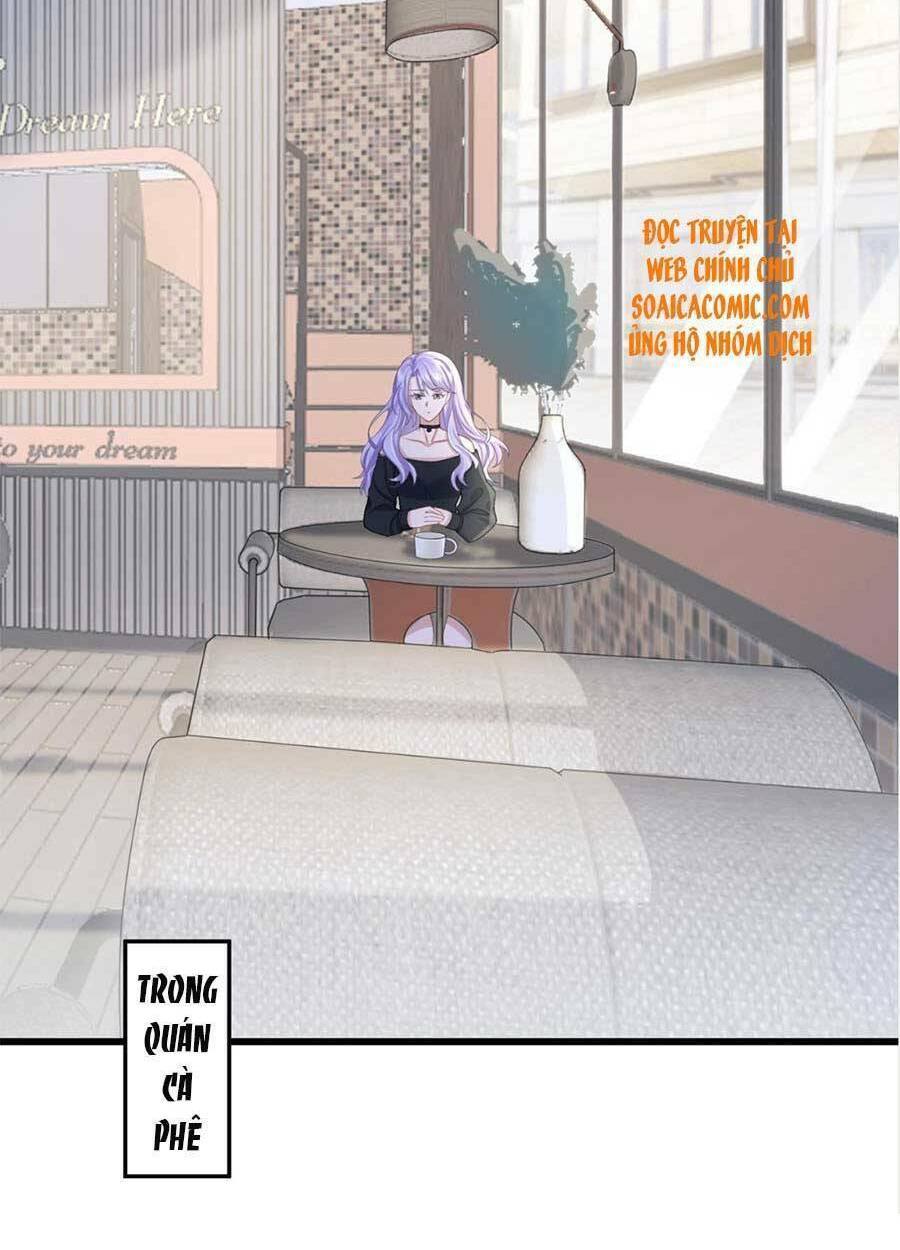 Dream Here
ĐỌC TRUYỆN TẠI
WEB CHÍNH CHỦ
SOAICACOMIC.COM
ỦNG HỘ NHÓM DỊCH
to your dream
TRONG
QUÁN
CÀ
PHÊ